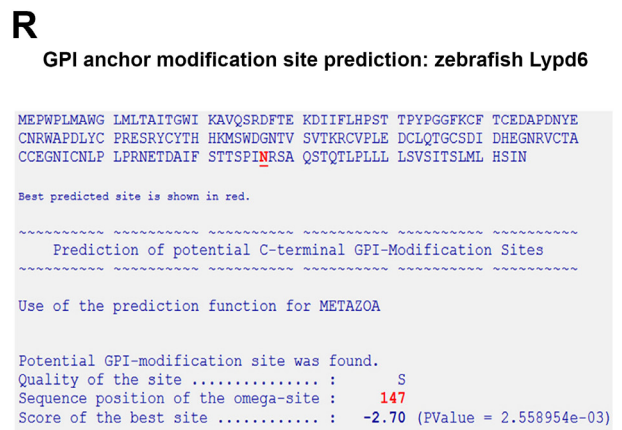 R
GPI anchor modification site prediction: zebrafish Lypd6
MEPWPLMAWG LMLTAITGWI KAVQSRDFTE KDIIFLHPST TPYPGGFKCF TCEDAPDNYE
CNRWAPDLYC PRESRYCYTH HKMSWDGNTV SVTKRCVPLE DCLQTGCSDI DHEGNRVCTA
CCEGNICNLP LPRNETDAIF STTSPINRSA QSTQTLPLLL LSVSITSLML HSIN
Best predicted site is shown in red.
~~~~~~~~~~ ~~~~~~~~~~ ~~~~~~~~~~ ~~~~~~~~~~ ~~~~~~~~~~ ~~~~~~~~~~
Prediction of potential C-terminal GPI-Modification Sites
~~~~~~~~~~ ~~~~~~~~~~ ~~~~~~~~~~ ~~~~~~~~~~ ~~~~~~~~~~ ~~~~~~~~~~
Use of the prediction function for METAZOA
Potential GPI-modification site was found.
Quality of the site ............... : S
Sequence position of the omega-site : 147
Score of the best site ............ : -2.70 (PValue = 2.558954e-03)